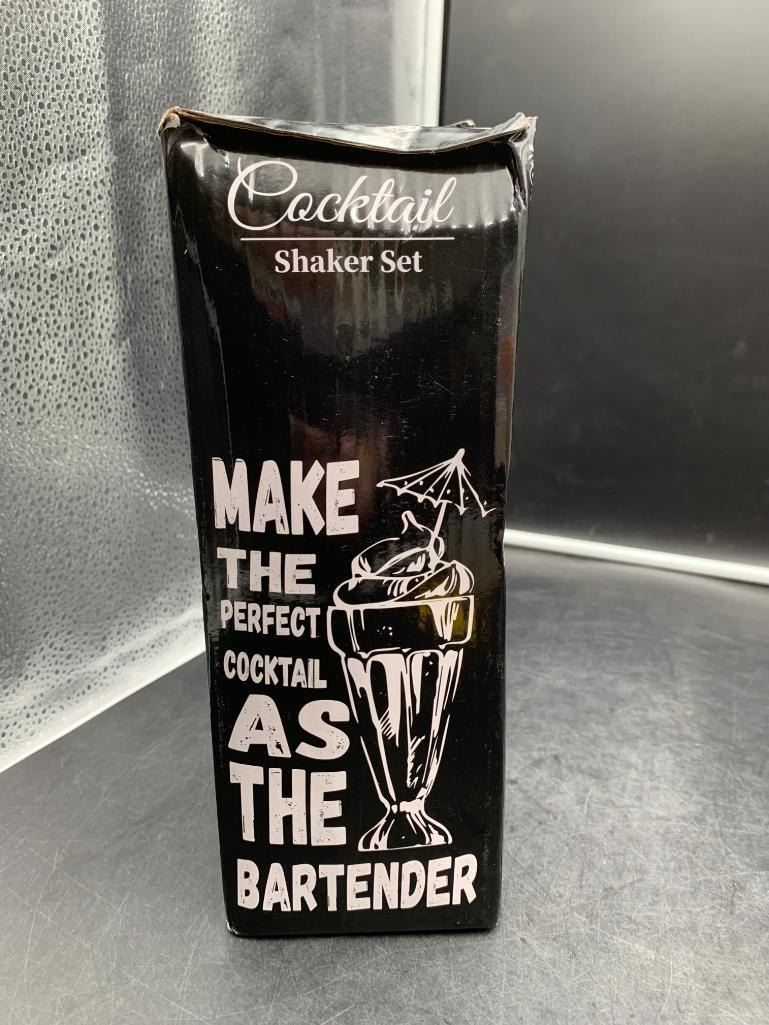 Cocktail
Shaker Set
MAKE
THE
PERFECT
COCKTAIL
AS
THE
BARTENDER